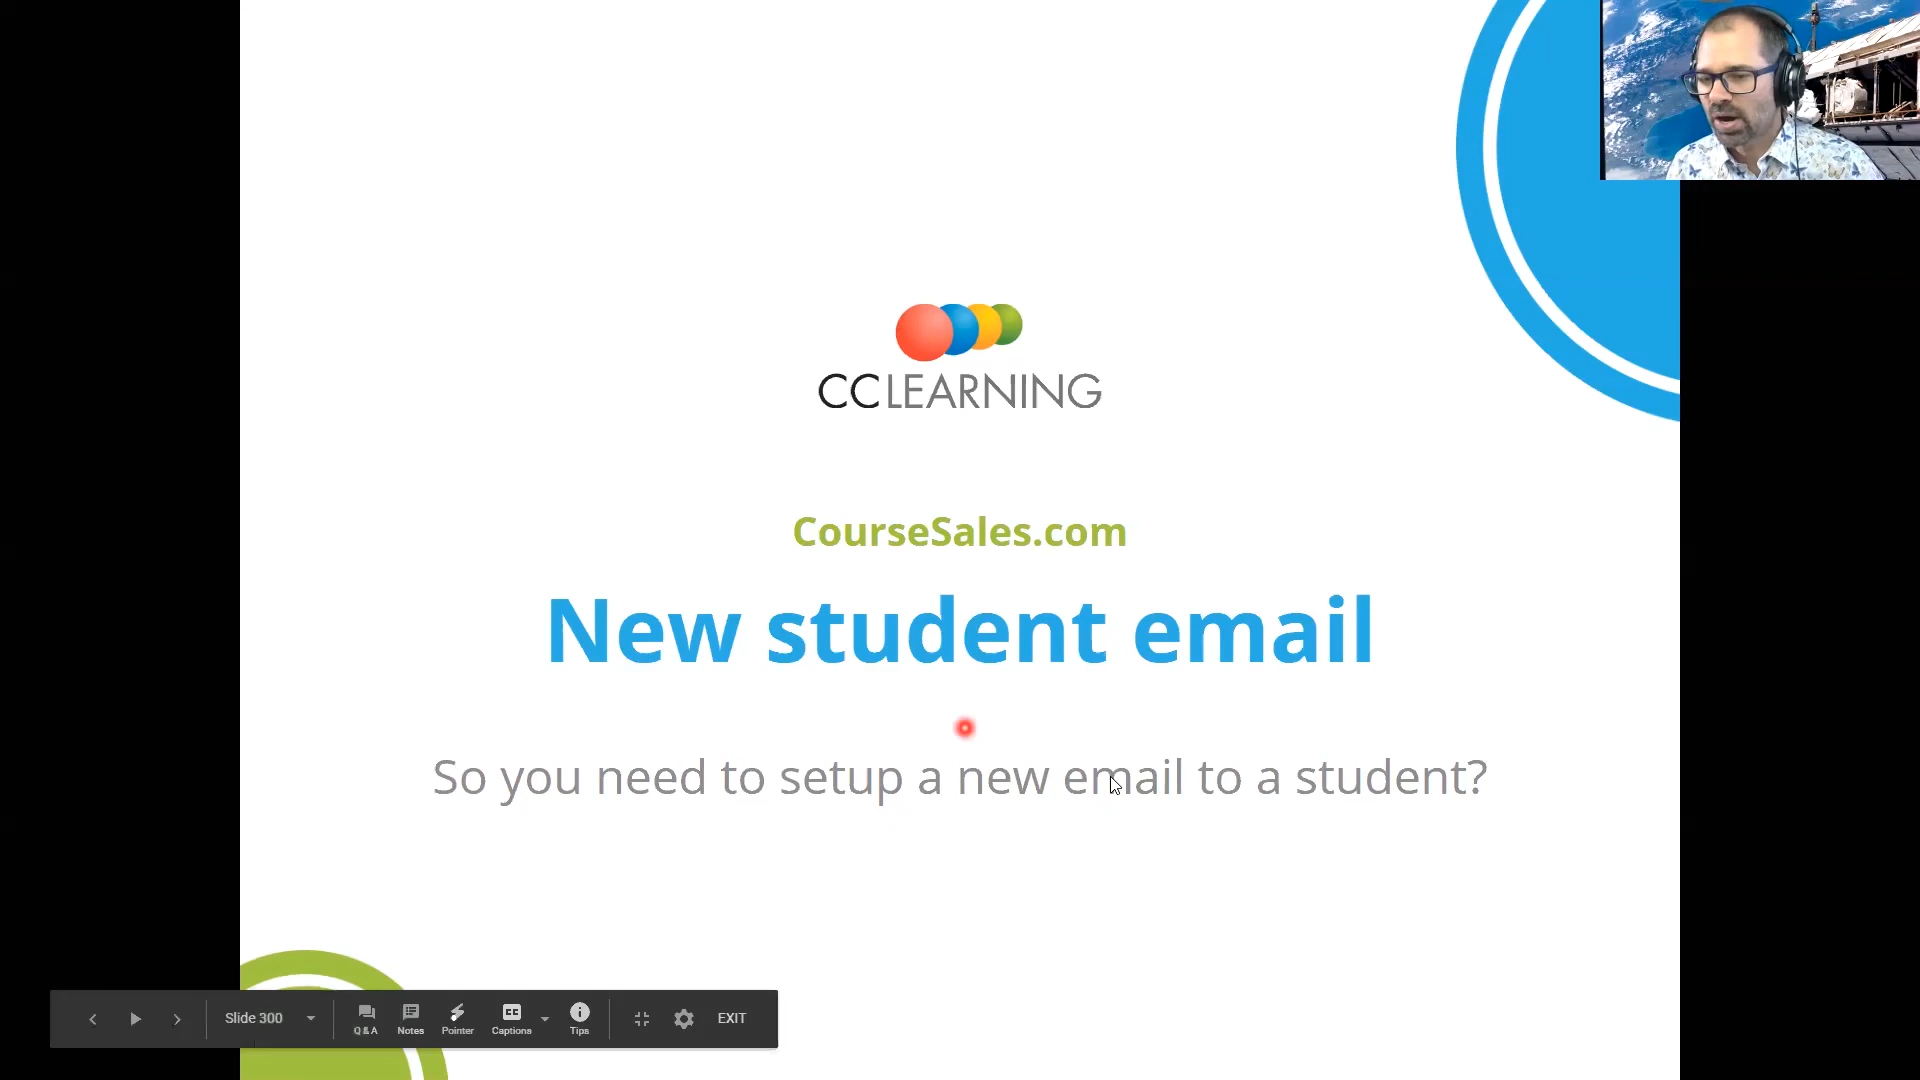 CCLEARNING
CourseSales.com
New student email
So you need to setup a new email to a student?
Slide 300
Q & A
Notes
Pointer
CC
Captions
Tips
EXIT